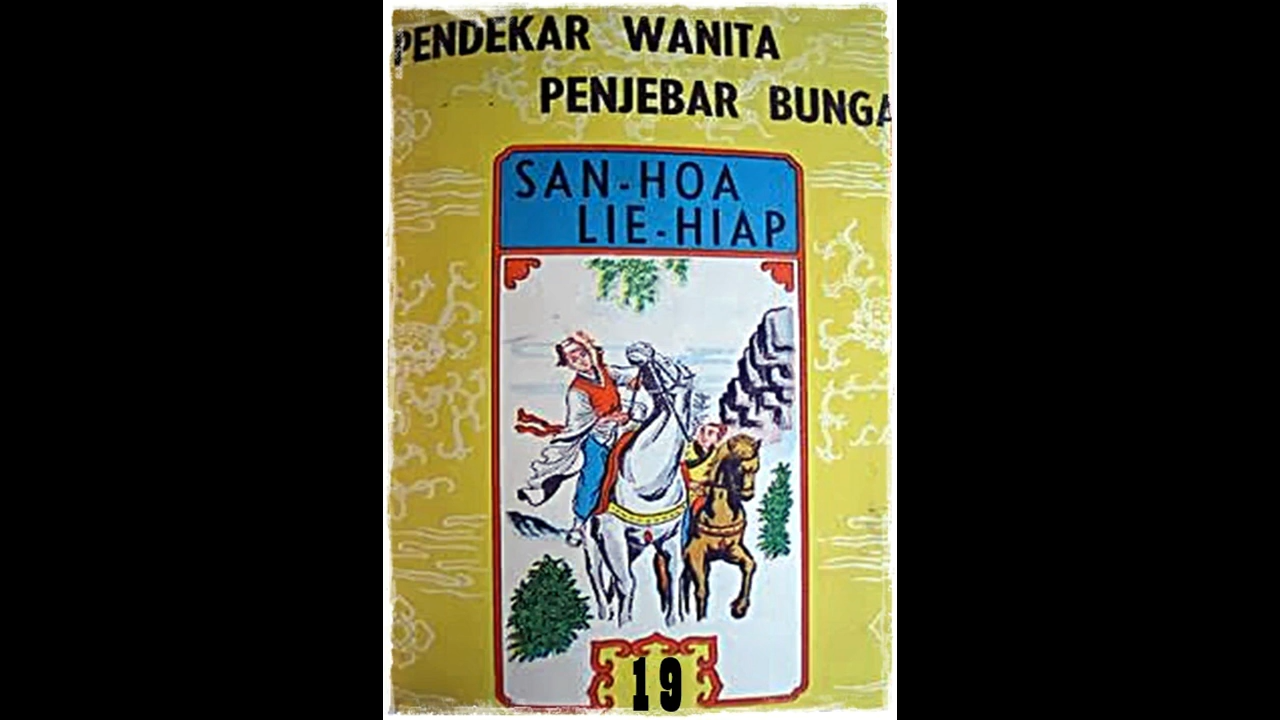 PENDEKAR WANITA
PENJEBAR BUNGA
SAN-HOA
LIE-HIAP
19